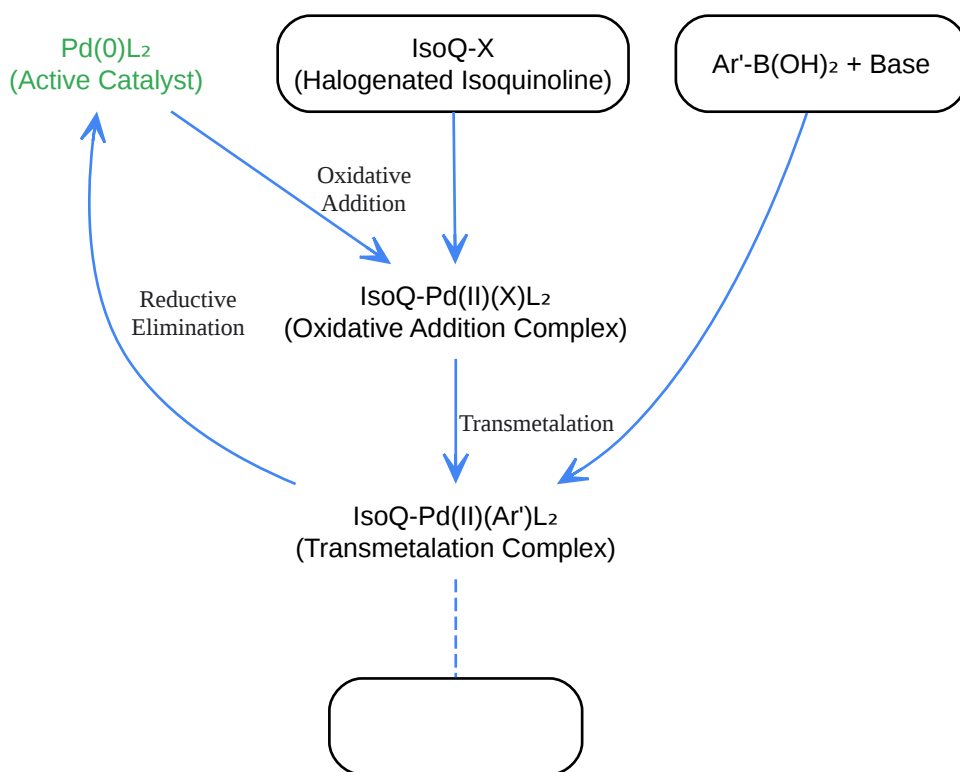 Pd(0)L₂
(Active Catalyst)
IsoQ-X
(Halogenated Isoquinoline)
Ar'-B(OH)₂ + Base
Oxidative
Addition
Reductive
Elimination
IsoQ-Pd(II)(X)L₂
(Oxidative Addition Complex)
Transmetalation
IsoQ-Pd(II)(Ar')L₂
(Transmetalation Complex)